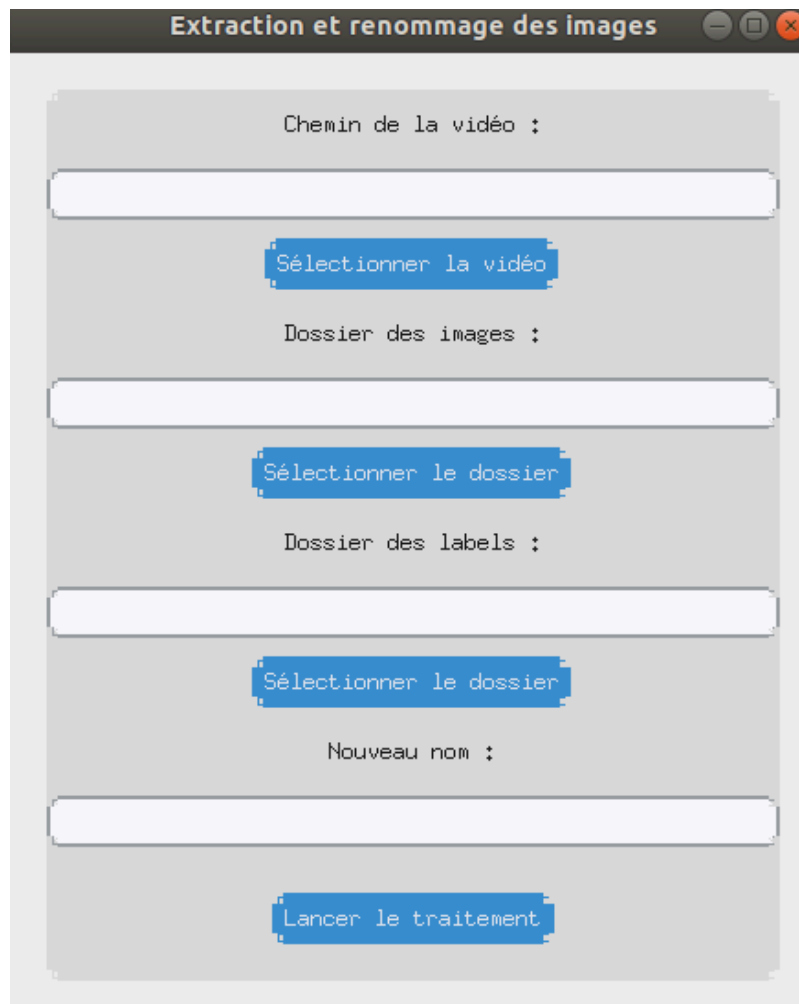 Extraction et renommage des images
Chemin de la vidéo :
Sélectionner la vidéo
Dossier des images :
Sélectionner le dossier
Dossier des labels :
Sélectionner le dossier
Nouveau nom :
Lancer le traitement